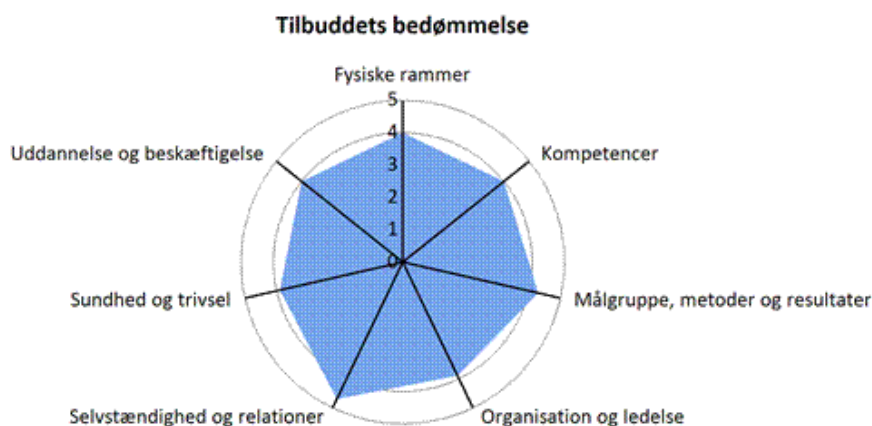 Tilbuddets bedømmelse
Fysiske rammer
5
4
3
2
1
0
Uddannelse og beskæftigelse
Kompetencer
Sundhed og trivsel
Målgruppe, metoder og resultater
Selvstændighed og relationer
Organisation og ledelse